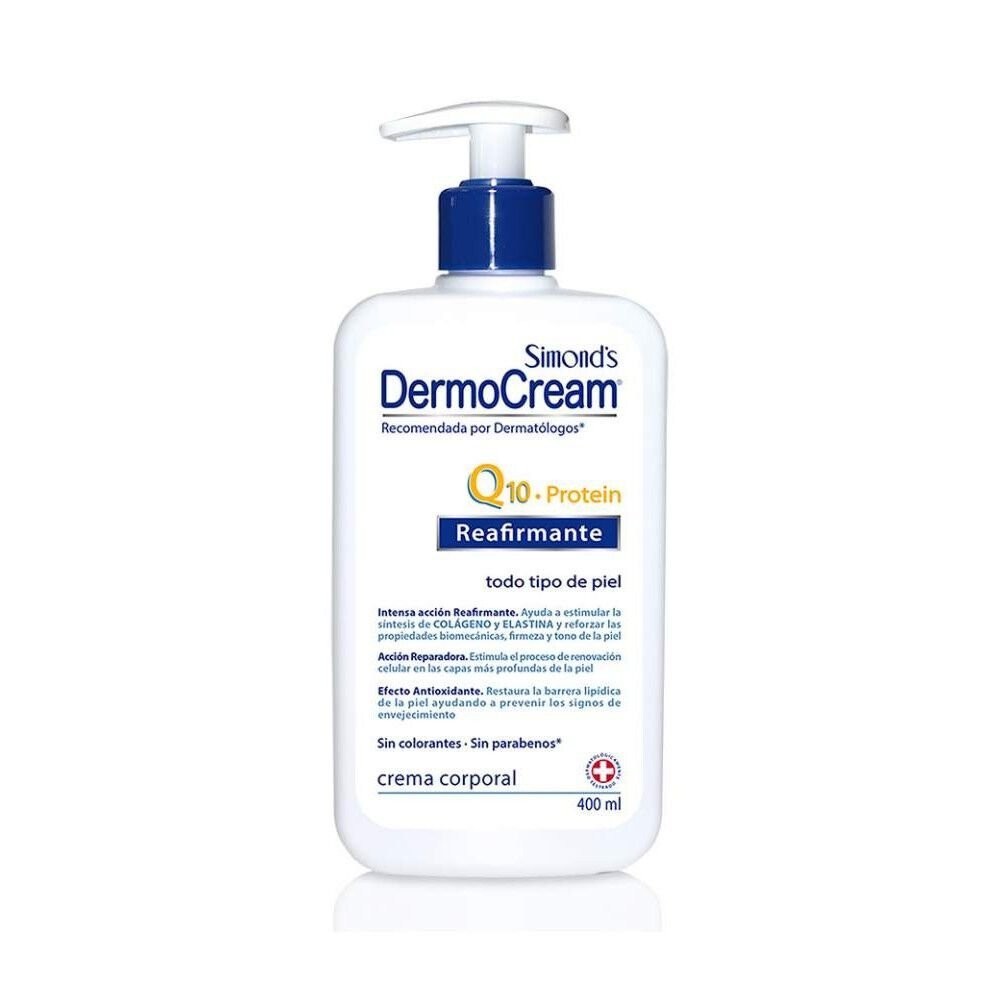 Simond's
DermoCream®
Recomendada por Dermatólogos*
Q10 • Protein
Reafirmante
todo tipo de piel
Intensa acción Reafirmante. Ayuda a estimular la
síntesis de COLÁGENO y ELASTINA y reforzar las
propiedades biomecánicas, firmeza y tono de la piel
Acción Reparadora. Estimula el proceso de renovación
celular en las capas más profundas de la piel
Efecto Antioxidante. Restaura la barrera lipídica
de la piel ayudando a prevenir los signos de
envejecimiento
Sin colorantes • Sin parabenos*
DERMATOLÓGICAMENTE TESTEADO
crema corporal
400 ml